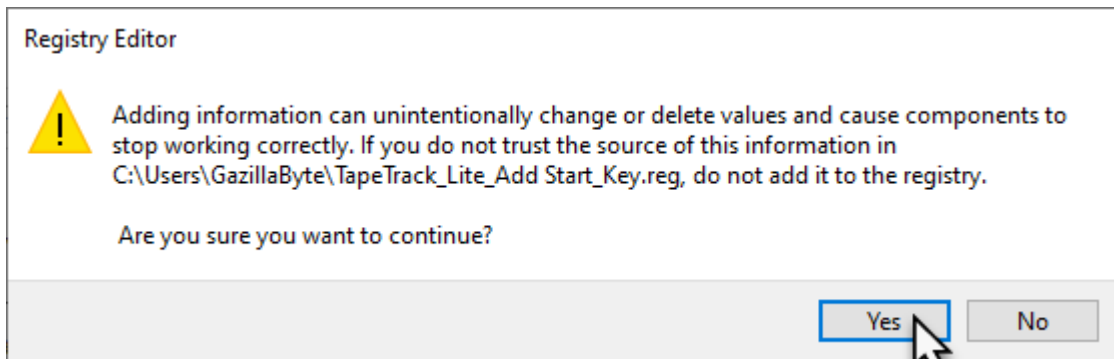 Registry Editor
Adding information can unintentionally change or delete values and cause components to
stop working correctly. If you do not trust the source of this information in
C:\Users\GazillaByte\TapeTrack_Lite_Add Start_Key.reg, do not add it to the registry.
Are you sure you want to continue?
Yes No